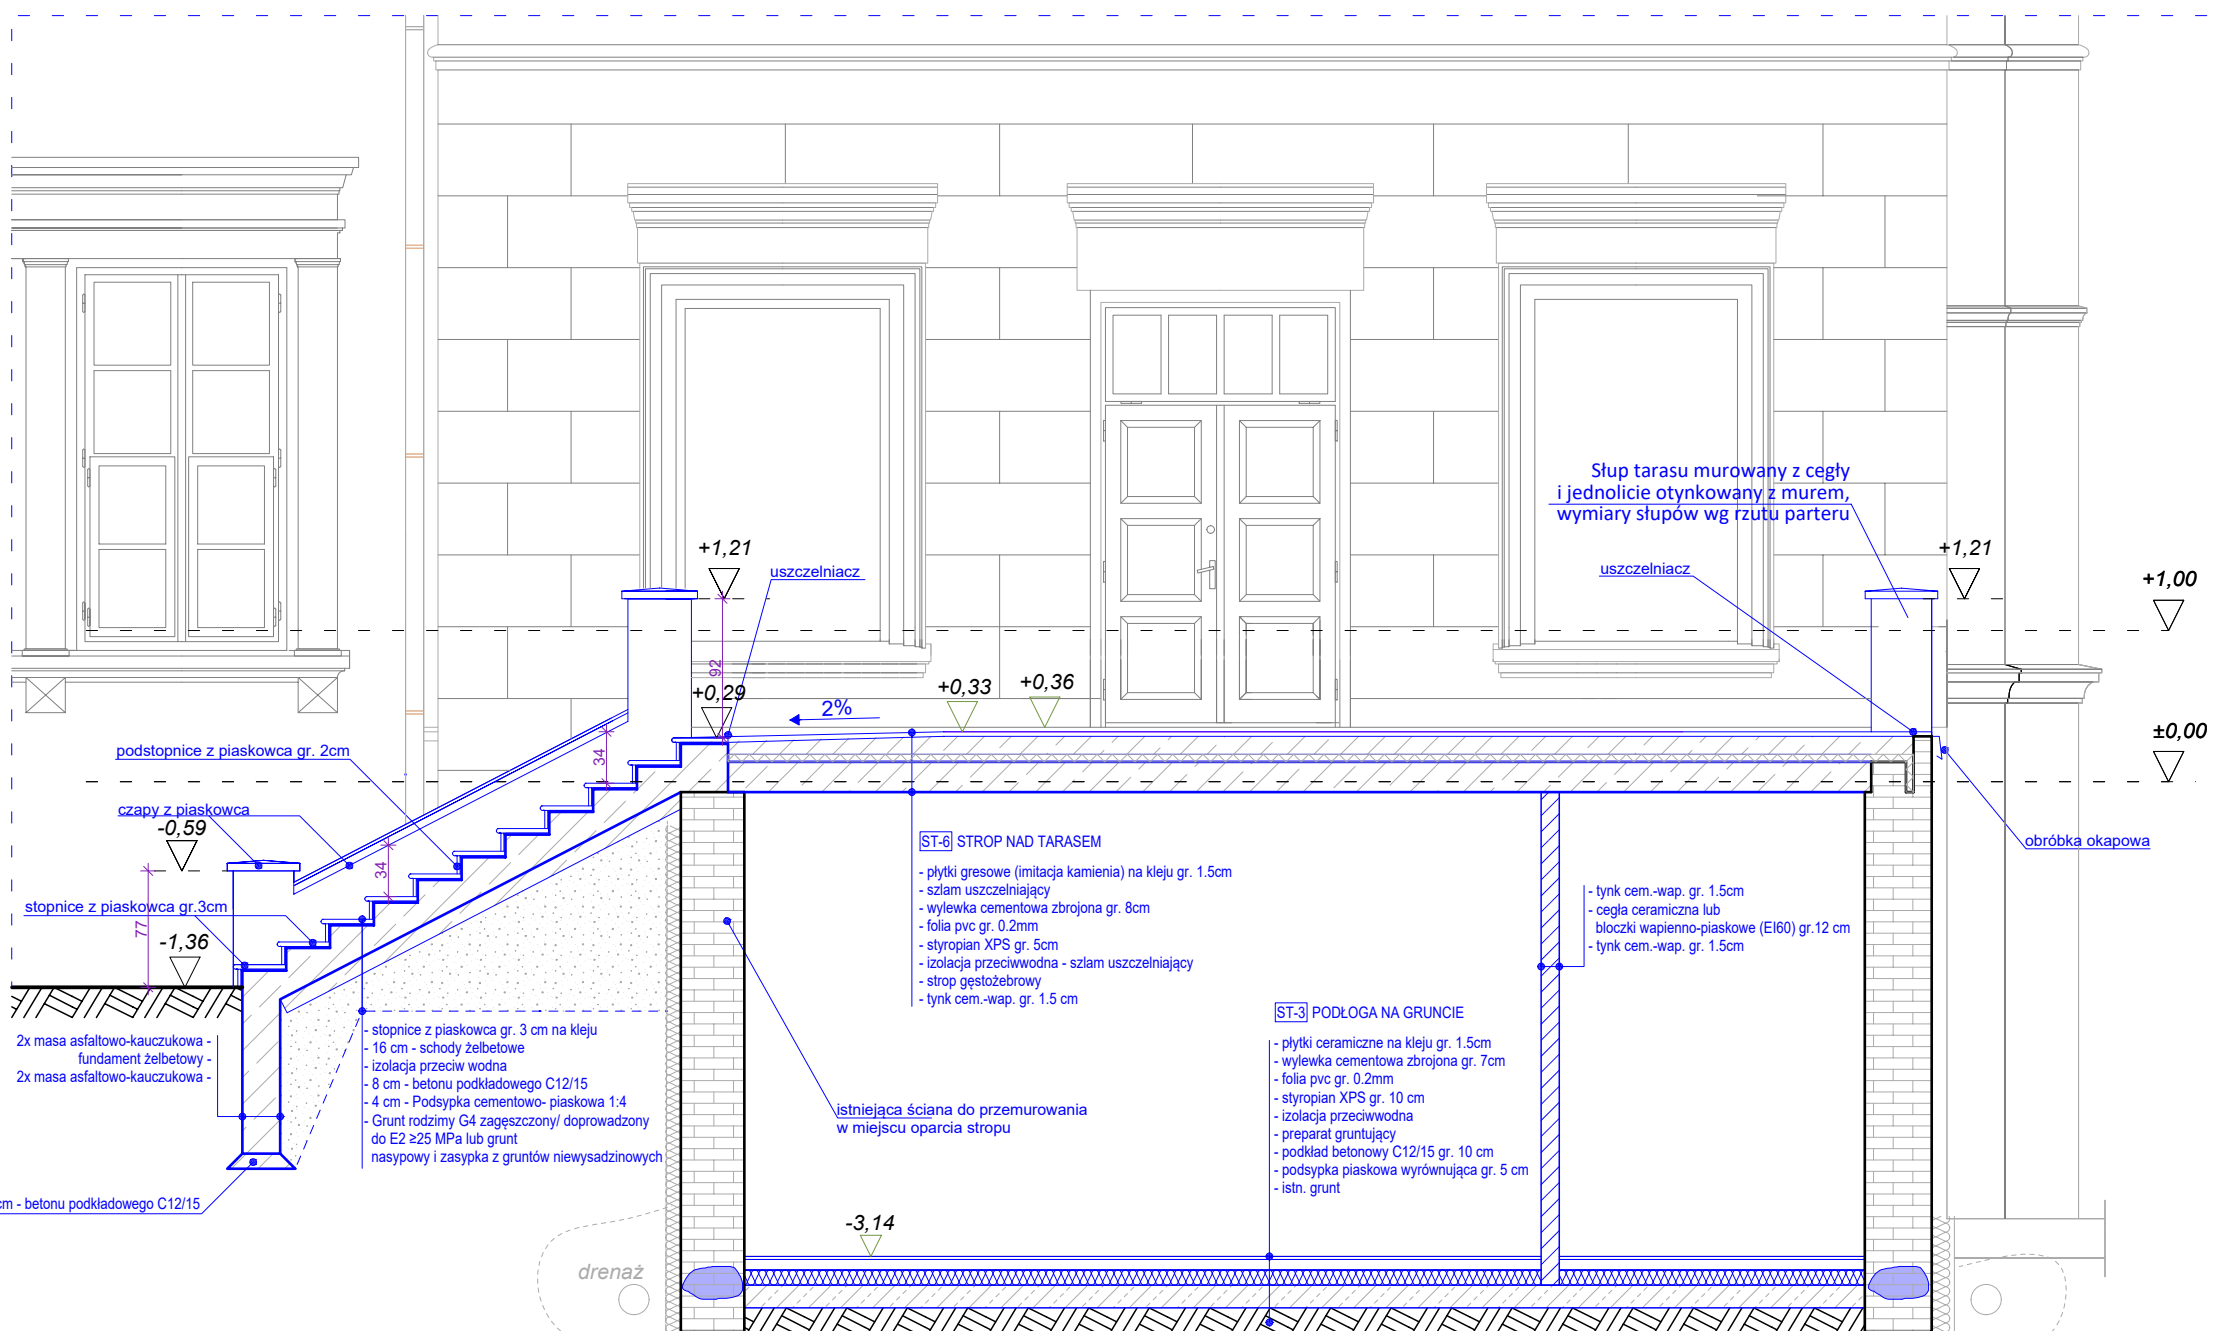 Słup tarasu murowany z cegły
i jednolicie otynkowany z murem,
wymiary słupów wg rzutu parteru
+1,21
uszczelniacz
+1,21
uszczelniacz
+1,00
92
+0,29
2%
+0,33
+0,36
±0,00
34
podstopnice z piaskowca gr. 2cm
czapy z piaskowca
-0,59
34
stopnice z piaskowca gr.3cm
77
-1,36
obróbka okapowa
ST-6 STROP NAD TARASEM
- płytki gresowe (imitacja kamienia) na kleju gr. 1.5cm
- szlam uszczelniający
- wylewka cementowa zbrojona gr. 8cm
- folia pvc gr. 0.2mm
- styropian XPS gr. 5cm
- izolacja przeciwwodna - szlam uszczelniający
- strop gęstożebrowy
- tynk cem.-wap. gr. 1.5 cm
- tynk cem.-wap. gr. 1.5cm
- cegła ceramiczna lub
bloczki wapienno-piaskowe (EI60) gr.12 cm
- tynk cem.-wap. gr. 1.5cm
ST-3 PODŁOGA NA GRUNCIE
- płytki ceramiczne na kleju gr. 1.5cm
- wylewka cementowa zbrojona gr. 7cm
- folia pvc gr. 0.2mm
- styropian XPS gr. 10 cm
- izolacja przeciwwodna
- preparat gruntujący
- podkład betonowy C12/15 gr. 10 cm
- podsypka piaskowa wyrównująca gr. 5 cm
- istn. grunt
2x masa asfaltowo-kauczukowa -
fundament żelbetowy -
2x masa asfaltowo-kauczukowa -
- stopnice z piaskowca gr. 3 cm na kleju
- 16 cm - schody żelbetowe
- izolacja przeciw wodna
- 8 cm - betonu podkładowego C12/15
- 4 cm - Podsypka cementowo- piaskowa 1:4
- Grunt rodzimy G4 zagęszczony/ doprowadzony
do E2 ≥25 MPa lub grunt
nasypowy i zasypka z gruntów niewysadzinowych
istniejąca ściana do przemurowania
w miejscu oparcia stropu
cm - betonu podkładowego C12/15
-3,14
drenaż